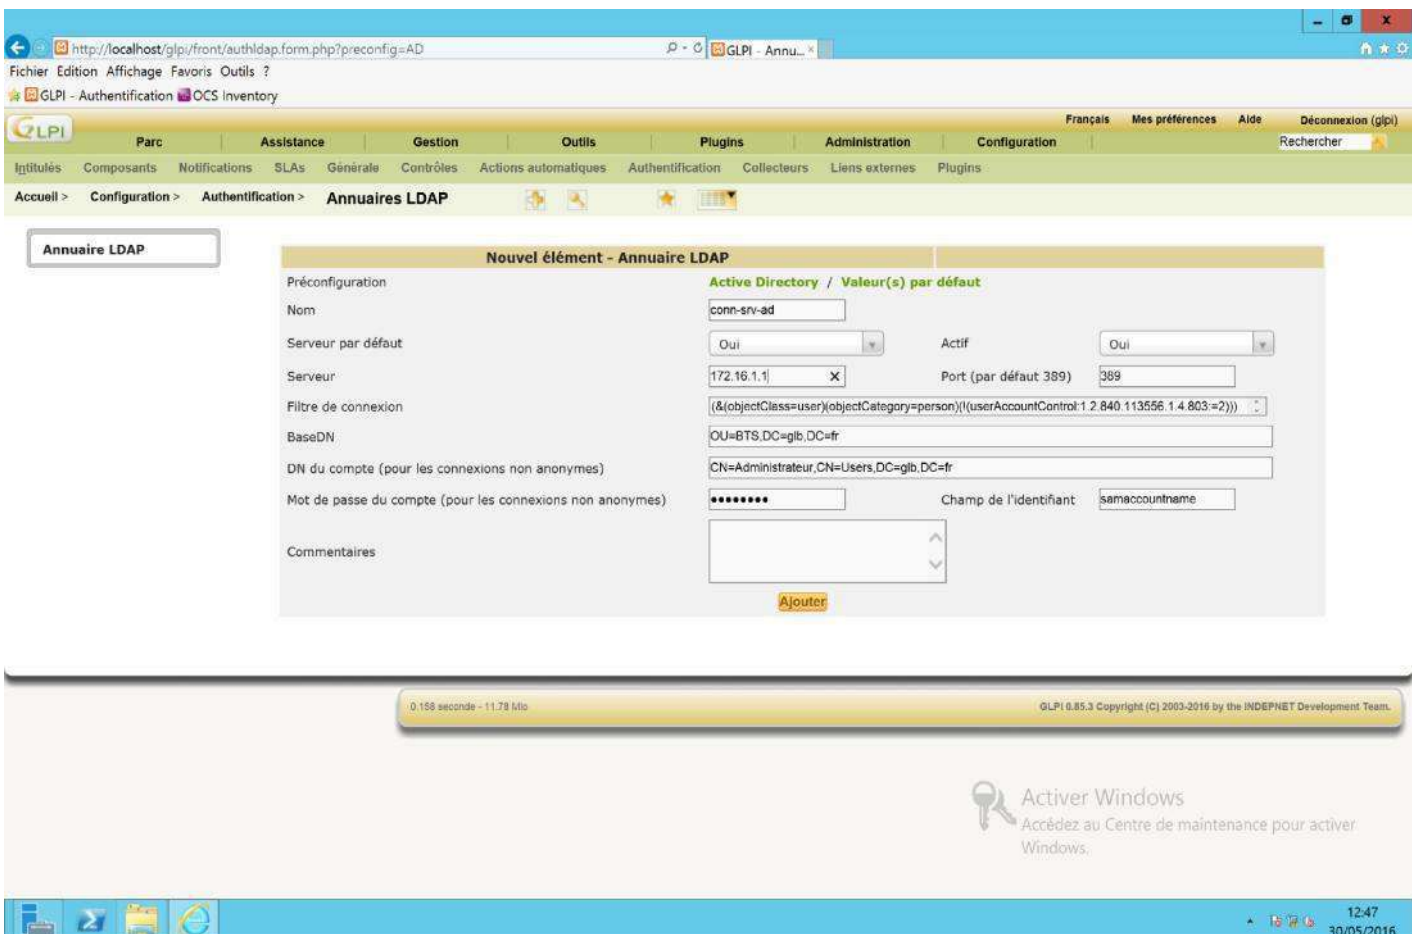 http://localhost/glpi/front/authldap.form.php?preconfig=AD
GLPI - Annu...
Fichier Edition Affichage Favoris Outils ?
GLPI - Authentification OCS Inventory
GLPI
Français Mes préférences Aide Déconnexion (glpi)
Parc Assistance Gestion Outils Plugins Administration Configuration Rechercher
Intitulés Composants Notifications SLAs Générale Contrôles Actions automatiques Authentification Collecteurs Liens externes Plugins
Accueil > Configuration > Authentification > Annuaires LDAP
Annuaire LDAP
Nouvel élément - Annuaire LDAP
Préconfiguration Active Directory / Valeur(s) par défaut
Nom conn-srv-ad
Serveur par défaut Oui Actif Oui
Serveur 172.16.1.1 Port (par défaut 389) 389
Filtre de connexion (&(objectClass=user)(objectCategory=person)(!(userAccountControl:1.2.840.113556.1.4.803:=2)))
BaseDN OU=BTS,DC=glb,DC=fr
DN du compte (pour les connexions non anonymes) CN=Administrateur,CN=Users,DC=glb,DC=fr
Mot de passe du compte (pour les connexions non anonymes) ●●●●●●●● Champ de l'identifiant samaccountname
Commentaires
Ajouter
0.158 seconde - 11.78 Mio GLPI 0.85.3 Copyright (C) 2003-2016 by the INDEPNET Development Team.
Activer Windows
Accédez au Centre de maintenance pour activer
Windows.
12:47
30/05/2016